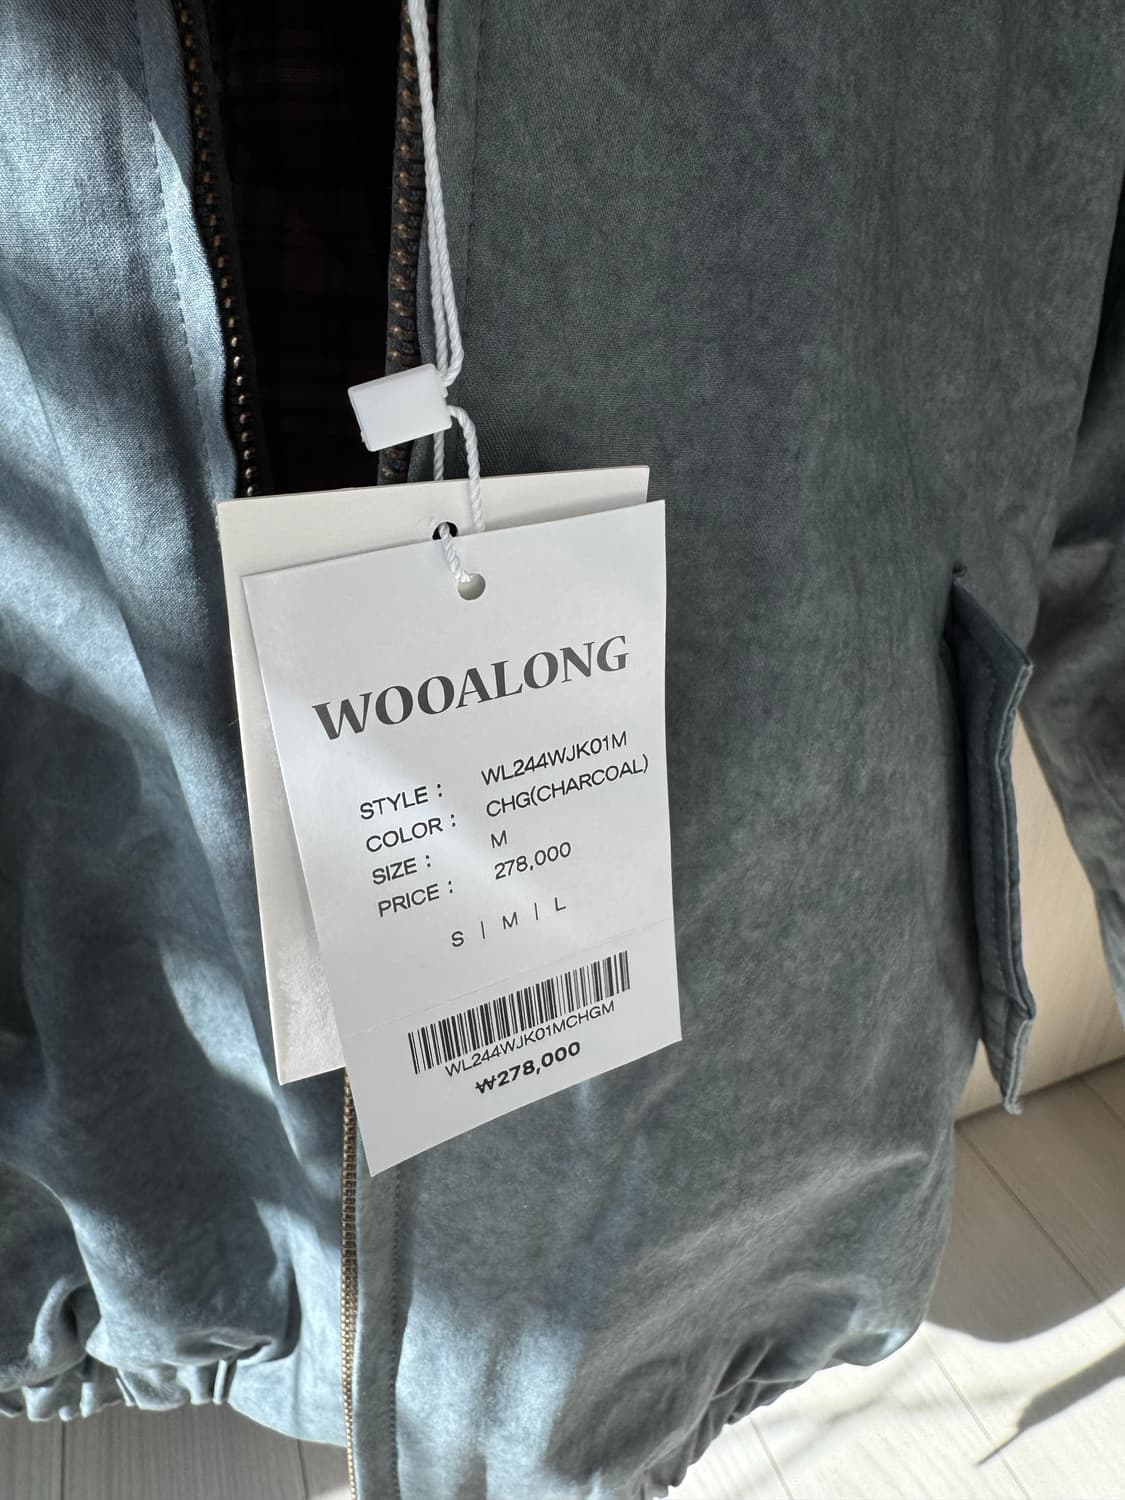 WOOALONG
STYLE : WL244WJK01M
COLOR : CHG(CHARCOAL)
SIZE : M
PRICE : 278,000
S | M | L
WL244WJK01MCHGM
₩278,000